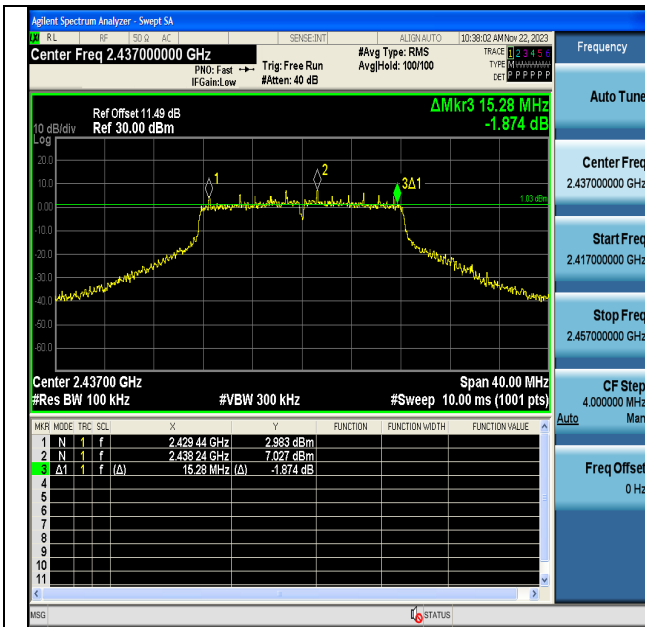 Agilent Spectrum Analyzer - Swept SA
LXI RL RF 50 Ω AC SENSE:INT ALIGN AUTO 10:38:02 AM Nov 22, 2023
Center Freq 2.437000000 GHz #Avg Type: RMS TRACE 1 2 3 4 5 6
PNO: Fast Trig: Free Run Avg|Hold: 100/100 TYPE M
IFGain:Low #Atten: 40 dB DET P P P P P P
ΔMkr3 15.28 MHz
-1.874 dB
Ref Offset 11.49 dB
10 dB/div Ref 30.00 dBm
Log
20.0
10.0
0.00
-10.0
-20.0
-30.0
-40.0
-50.0
-60.0
1
2
3Δ1
1.03 dBm
Center 2.43700 GHz Span 40.00 MHz
#Res BW 100 kHz #VBW 300 kHz #Sweep 10.00 ms (1001 pts)
MKR MODE TRC SCL X Y FUNCTION FUNCTION WIDTH FUNCTION VALUE
1 N 1 f 2.429 44 GHz 2.983 dBm
2 N 1 f 2.438 24 GHz 7.027 dBm
3 Δ1 1 f (Δ) 15.28 MHz (Δ) -1.874 dB
4
5
6
7
8
9
10
11
MSG STATUS
Frequency
Auto Tune
Center Freq
2.437000000 GHz
Start Freq
2.417000000 GHz
Stop Freq
2.457000000 GHz
CF Step
4.000000 MHz
Auto Man
Freq Offset
0 Hz